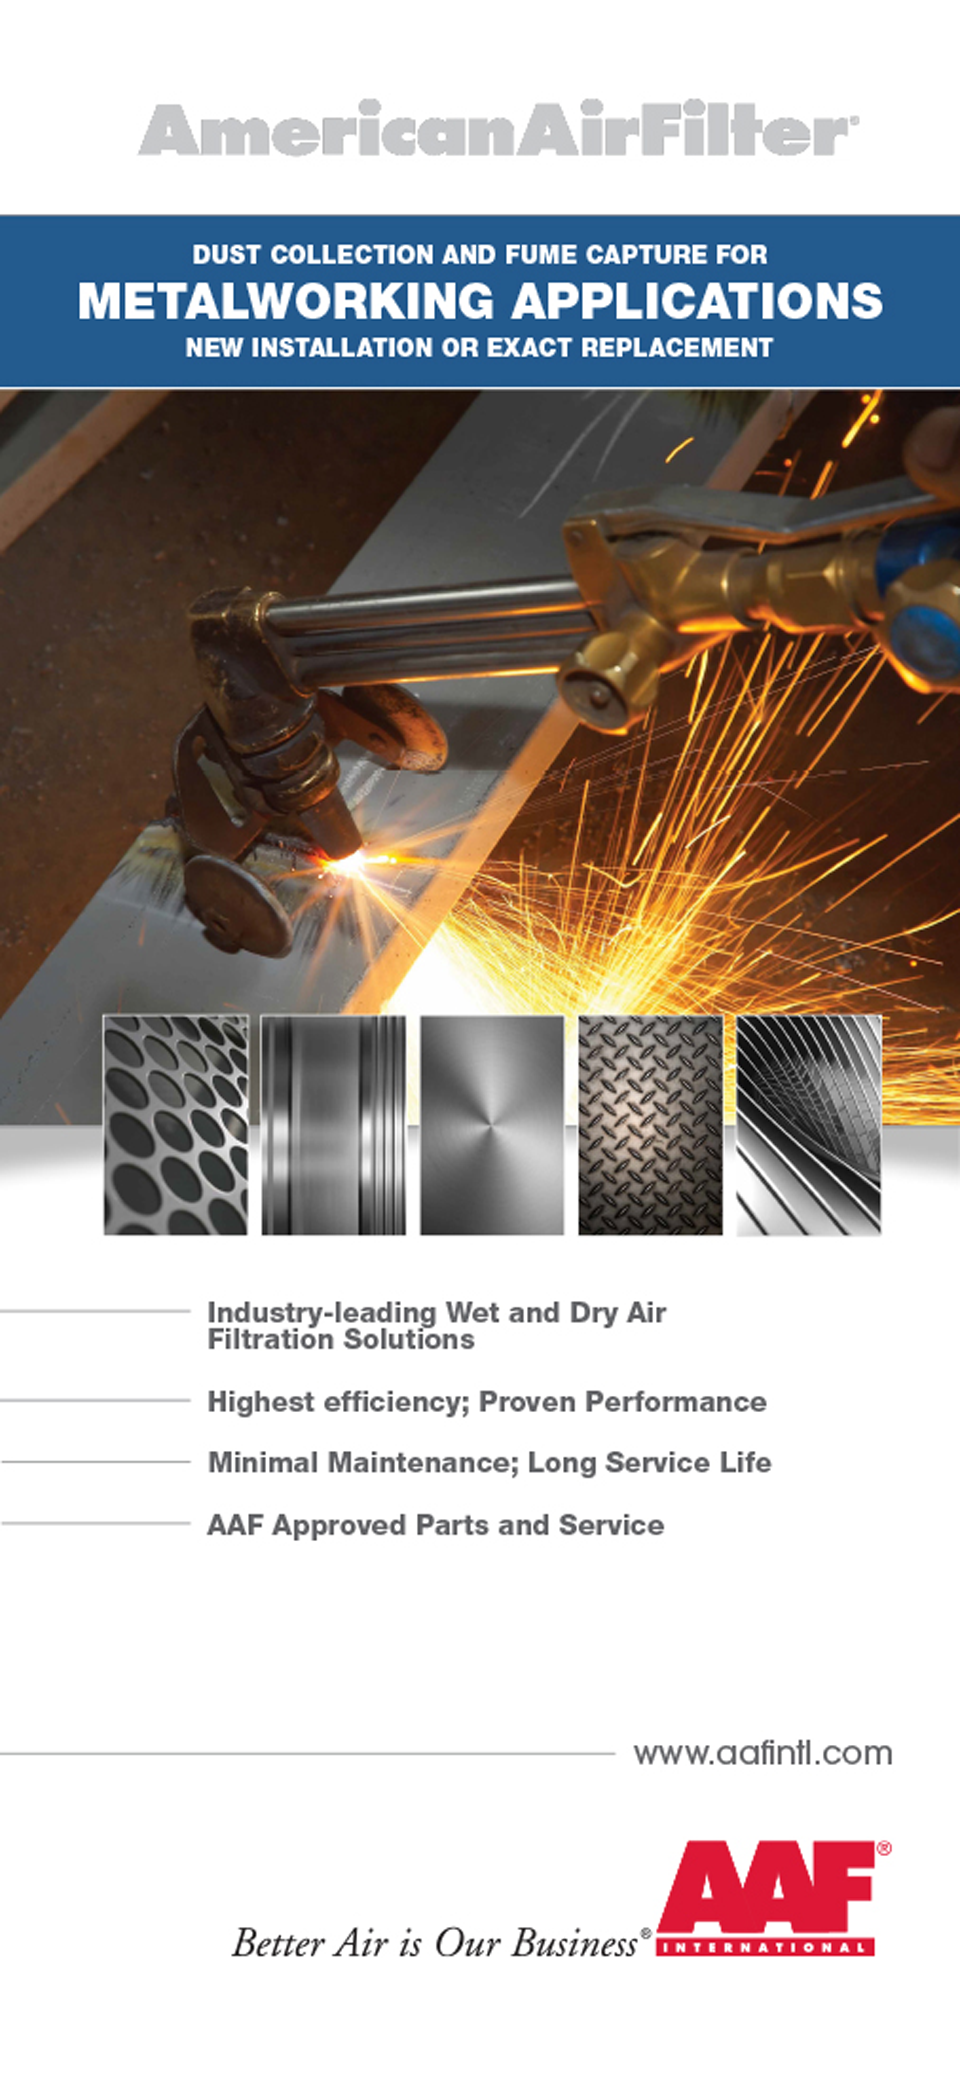 AmericanAirFilter®
DUST COLLECTION AND FUME CAPTURE FOR
METALWORKING APPLICATIONS
NEW INSTALLATION OR EXACT REPLACEMENT
Industry-leading Wet and Dry Air
Filtration Solutions
Highest efficiency; Proven Performance
Minimal Maintenance; Long Service Life
AAF Approved Parts and Service
www.aafintl.com
AAF®
Better Air is Our Business®
INTERNATIONAL